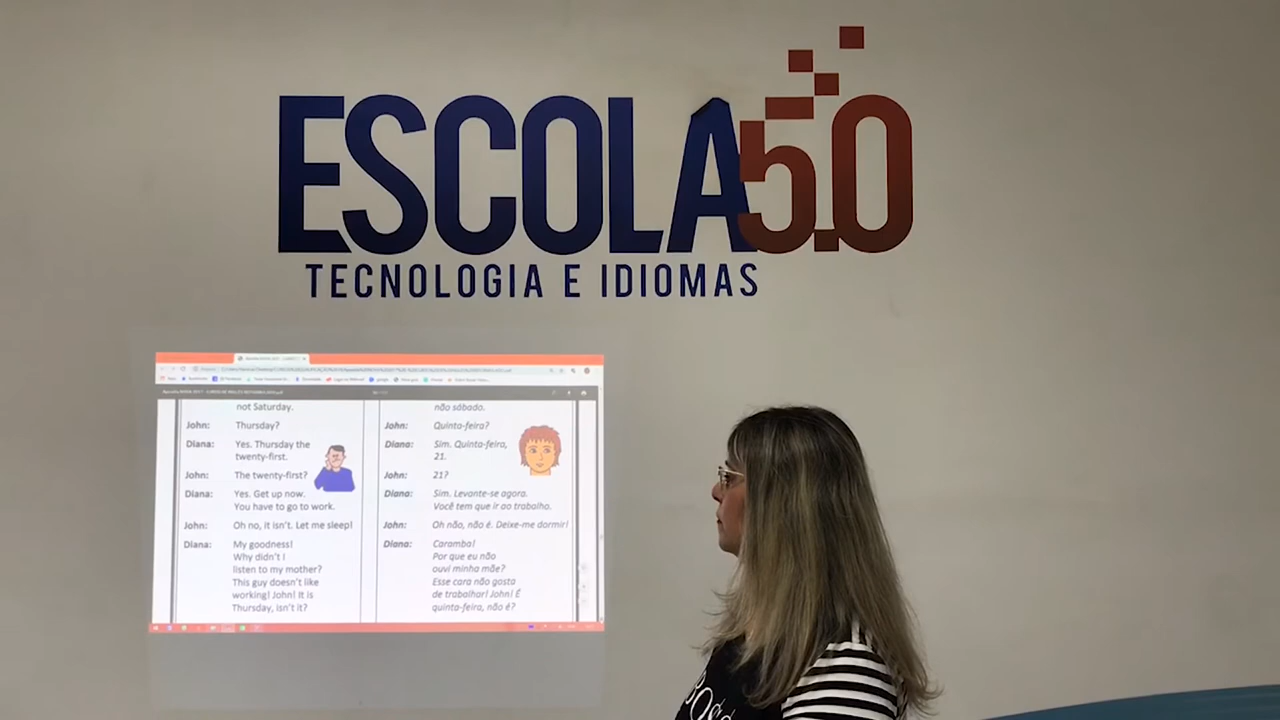 ESCOLA 5.0
TECNOLOGIA E IDIOMAS
not Saturday.
John: Thursday?
Diana: Yes. Thursday the
twenty-first.
John: The twenty-first?
Diana: Yes. Get up now.
You have to go to work.
John: Oh no, it isn't. Let me sleep!
Diana: My goodness!
Why didn't I
listen to my mother?
This guy doesn't like
working! John! It is
Thursday, isn't it?
não sábado.
John: Quinta-feira?
Diana: Sim. Quinta-feira,
21.
John: 21?
Diana: Sim. Levante-se agora.
Você tem que ir ao trabalho.
John: Oh não, não é. Deixe-me dormir!
Diana: Caramba!
Por que eu não
ouvi minha mãe?
Esse cara não gosta
de trabalhar! John! É
quinta-feira, não é?